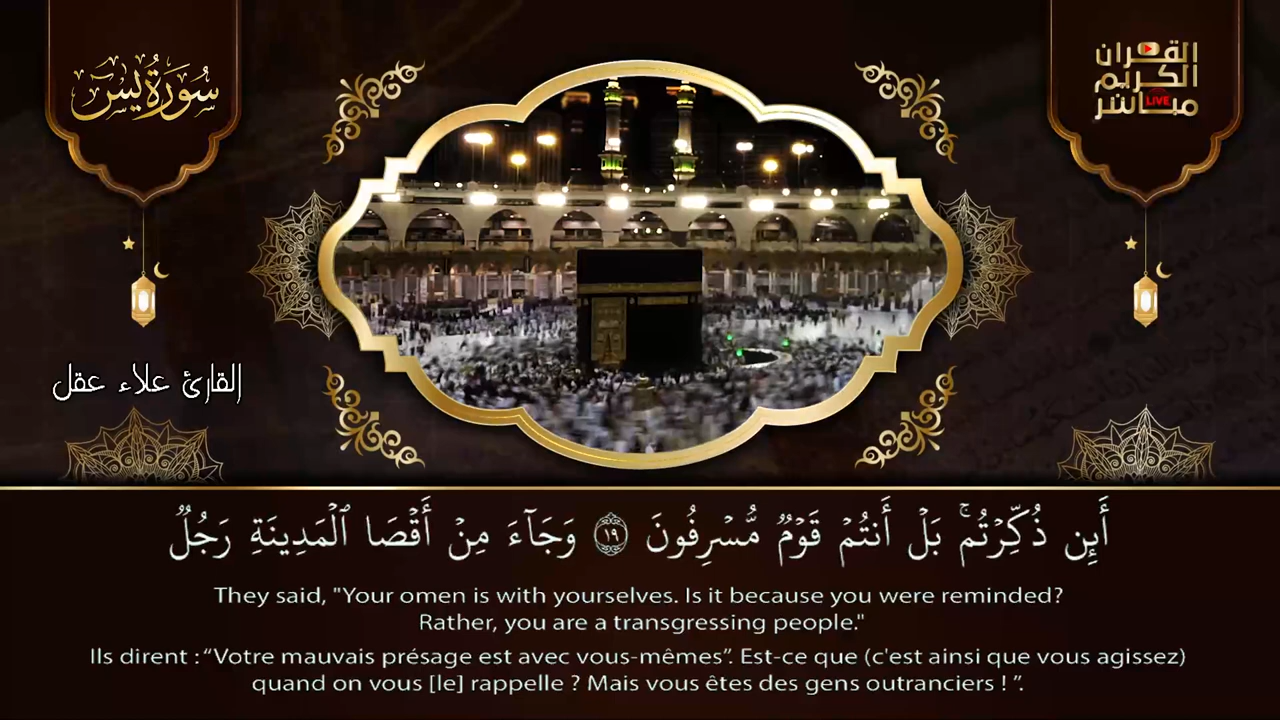 سُورَةُ يسٓ
القرآن
الكريم
مباشر
LIVE
القارئ علاء عقل
أَئِن ذُكِّرۡتُمۚ بَلۡ أَنتُمۡ قَوۡمٞ مُّسۡرِفُونَ ١٩ وَجَآءَ مِنۡ أَقۡصَا ٱلۡمَدِينَةِ رَجُلٞ
They said, "Your omen is with yourselves. Is it because you were reminded?
Rather, you are a transgressing people."
Ils dirent : “Votre mauvais présage est avec vous-mêmes”. Est-ce que (c'est ainsi que vous agissez)
quand on vous [le] rappelle ? Mais vous êtes des gens outranciers ! ”.